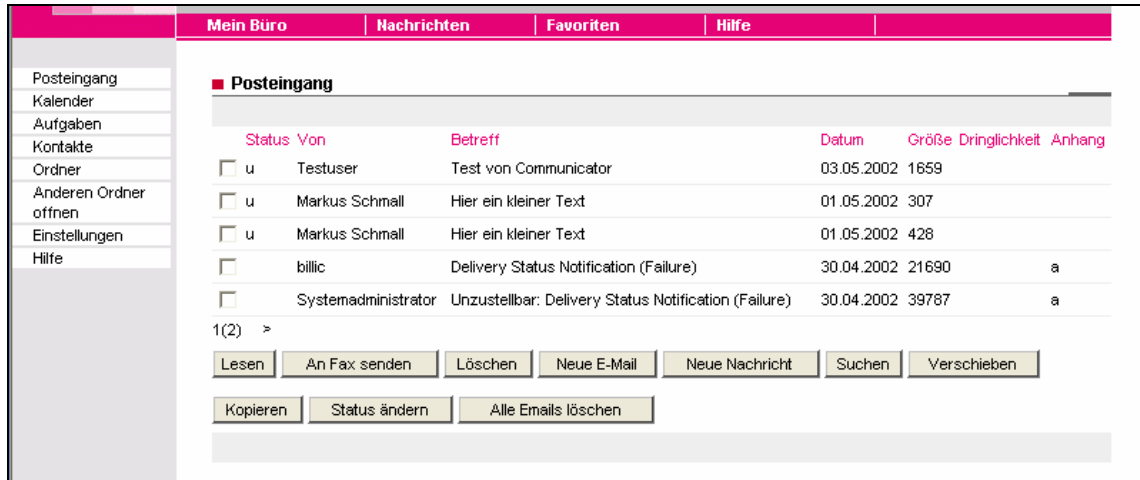 Mein Büro Nachrichten Favoriten Hilfe
Posteingang
Kalender
Aufgaben
Kontakte
Ordner
Anderen Ordner
offnen
Einstellungen
Hilfe
Posteingang
Status Von Betreff Datum Größe Dringlichkeit Anhang
u Testuser Test von Communicator 03.05.2002 1659
u Markus Schmall Hier ein kleiner Text 01.05.2002 307
u Markus Schmall Hier ein kleiner Text 01.05.2002 428
billic Delivery Status Notification (Failure) 30.04.2002 21690 a
Systemadministrator Unzustellbar: Delivery Status Notification (Failure) 30.04.2002 39787 a
1(2) >
Lesen An Fax senden Löschen Neue E-Mail Neue Nachricht Suchen Verschieben
Kopieren Status ändern Alle Emails löschen